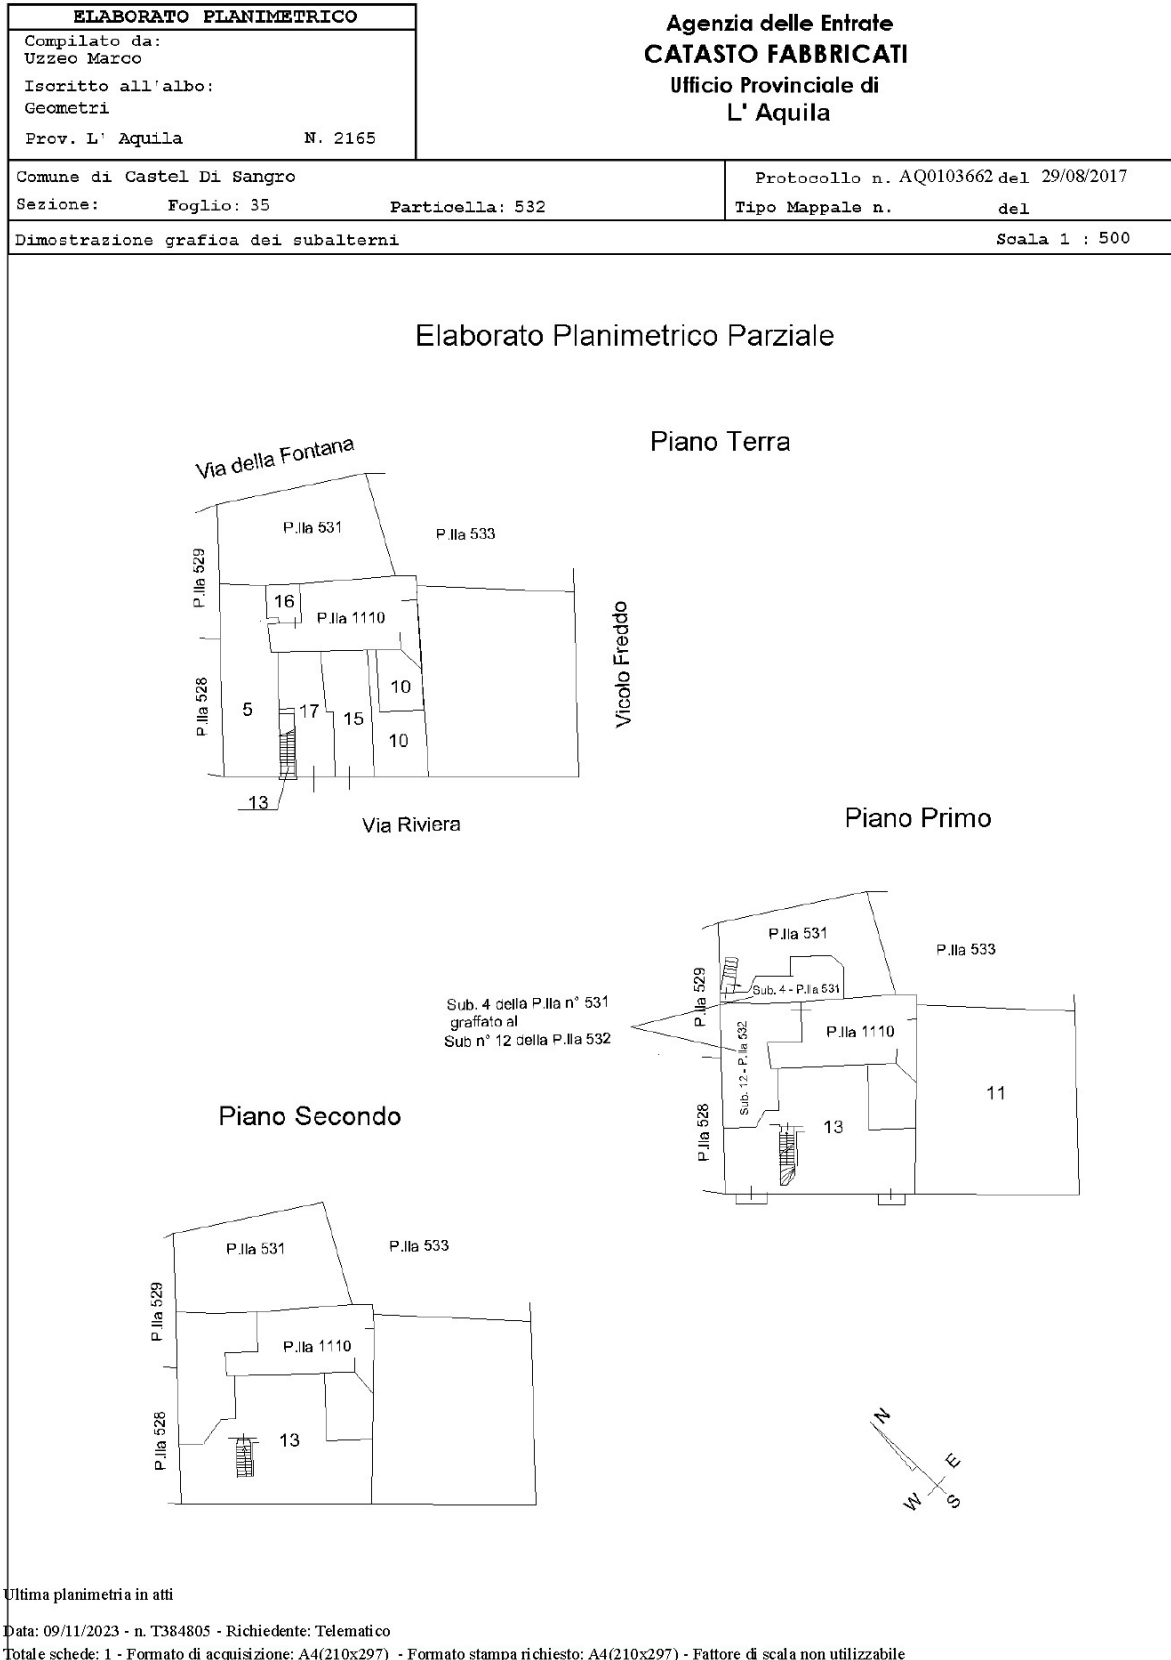 ELABORATO PLANIMETRICO
Compilato da:
Uzzeo Marco
Iscritto all'albo:
Geometri
Prov. L' Aquila N. 2165
Agenzia delle Entrate
CATASTO FABBRICATI
Ufficio Provinciale di
L' Aquila
Comune di Castel Di Sangro
Sezione: Foglio: 35 Particella: 532
Protocollo n. AQ0103662 del 29/08/2017
Tipo Mappale n. del
Dimostrazione grafica dei subalterni Scala 1 : 500
Elaborato Planimetrico Parziale
Piano Terra
Via della Fontana
P.lla 531
P.lla 533
P.lla 529
16
P.lla 1110
Vicolo Freddo
P.lla 528
5
17
15
10
10
13
Via Riviera
Piano Primo
P.lla 531
P.lla 533
P.lla 529
Sub. 4 - P.lla 531
Sub. 4 della P.lla n° 531
graffato al
Sub n° 12 della P.lla 532
P.lla 1110
Sub. 12 - P.lla 532
11
P.lla 528
13
Piano Secondo
P.lla 531
P.lla 533
P.lla 529
P.lla 1110
P.lla 528
13
N
E
W
S
Ultima planimetria in atti
Data: 09/11/2023 - n. T384805 - Richiedente: Telematico
Totale schede: 1 - Formato di acquisizione: A4(210x297) - Formato stampa richiesto: A4(210x297) - Fattore di scala non utilizzabile